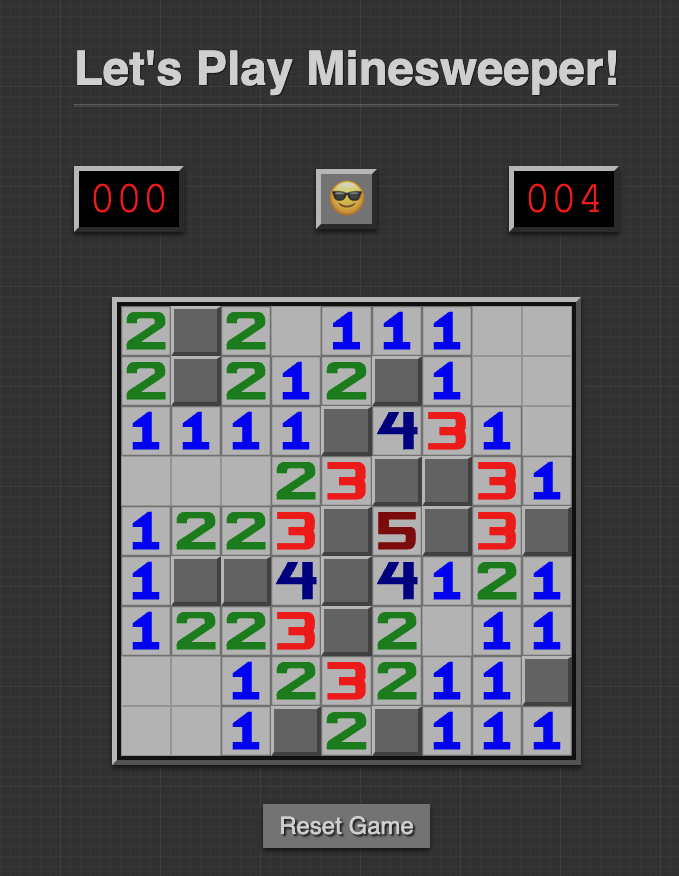 Let's Play Minesweeper!
000 004
2 2 1 1 1
2 2 1 2 1
1 1 1 1 4 3 1
2 3 3 1
1 2 2 3 5 3
1 4 4 1 2 1
1 2 2 3 2 1 1
1 2 3 2 1 1
1 2 1 1 1
Reset Game